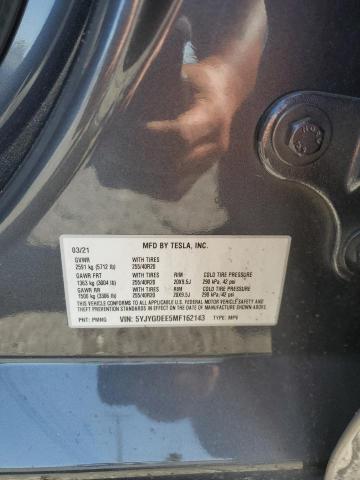 03/21 MFD BY TESLA, INC.
GVWR WITH TIRES
2591 kg (5712 lb) 255/40R20
GAWR FRT WITH TIRES RIM COLD TIRE PRESSURE
1363 kg (3004 lb) 255/40R20 20X9.5J 290 kPa, 42 psi
GAWR RR WITH TIRES RIM COLD TIRE PRESSURE
1500 kg (3306 lb) 255/40R20 20X9.5J 290 kPa, 42 psi
THIS VEHICLE CONFORMS TO ALL APPLICABLE U.S. FEDERAL MOTOR VEHICLE SAFETY
AND THEFT PREVENTION STANDARDS IN EFFECT ON THE DATE OF MANUFACTURE
SHOWN ABOVE.
PNT: PMNG VIN: 5YJYGDEE5MF162143 TYPE: MPV